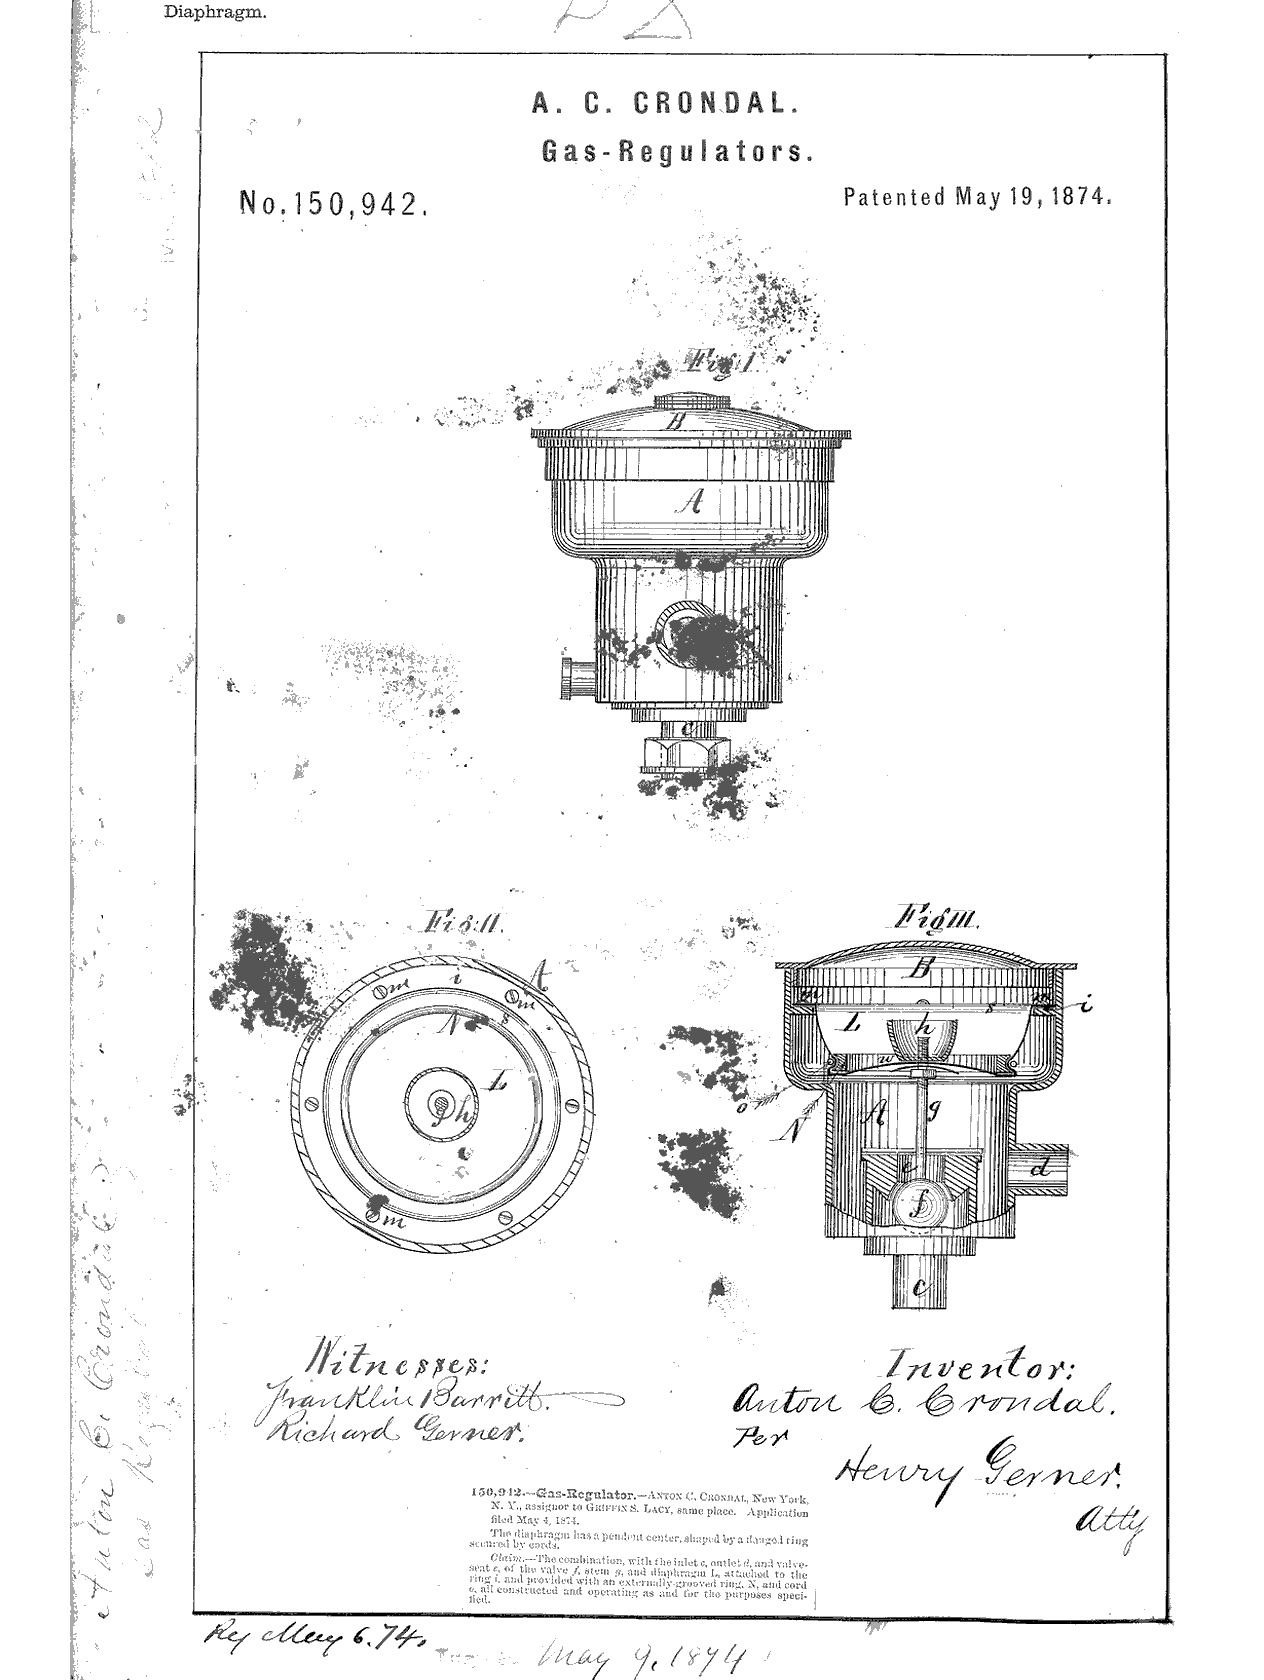 Diaphragm.
A. C. CRONDAL.
Gas-Regulators.
No. 150,942.
Patented May 19, 1874.
Fig. I.
B
A
c
Fig. II.
A
i
m
m
N
s
L
g h
m
Fig III.
B
m
m
i
s
L
h
w
o
N
A
g
e
d
f
c
Witnesses:
Franklin Barritt.
Richard Gerner.
Inventor:
Anton C. Crondal.
Per
Henry Gerner.
Atty
150,942.—Gas-Regulator.—ANTON C. CRONDAL, New York,
N. Y., assignor to GRIFFIN S. LACY, same place. Application
filed May 4, 1874.
The diaphragm has a pendent center, shaped by a flanged ring
secured by cords.
Claim.—The combination, with the inlet c, outlet d, and valve-
seat e, of the valve f, stem g, and diaphragm L, attached to the
ring i, and provided with an externally-grooved ring, N, and cord
o, all constructed and operating as and for the purposes speci-
fied.
Anton C. Crondal
Gas Regulator
Ry May 6. 74.
May 9, 1874